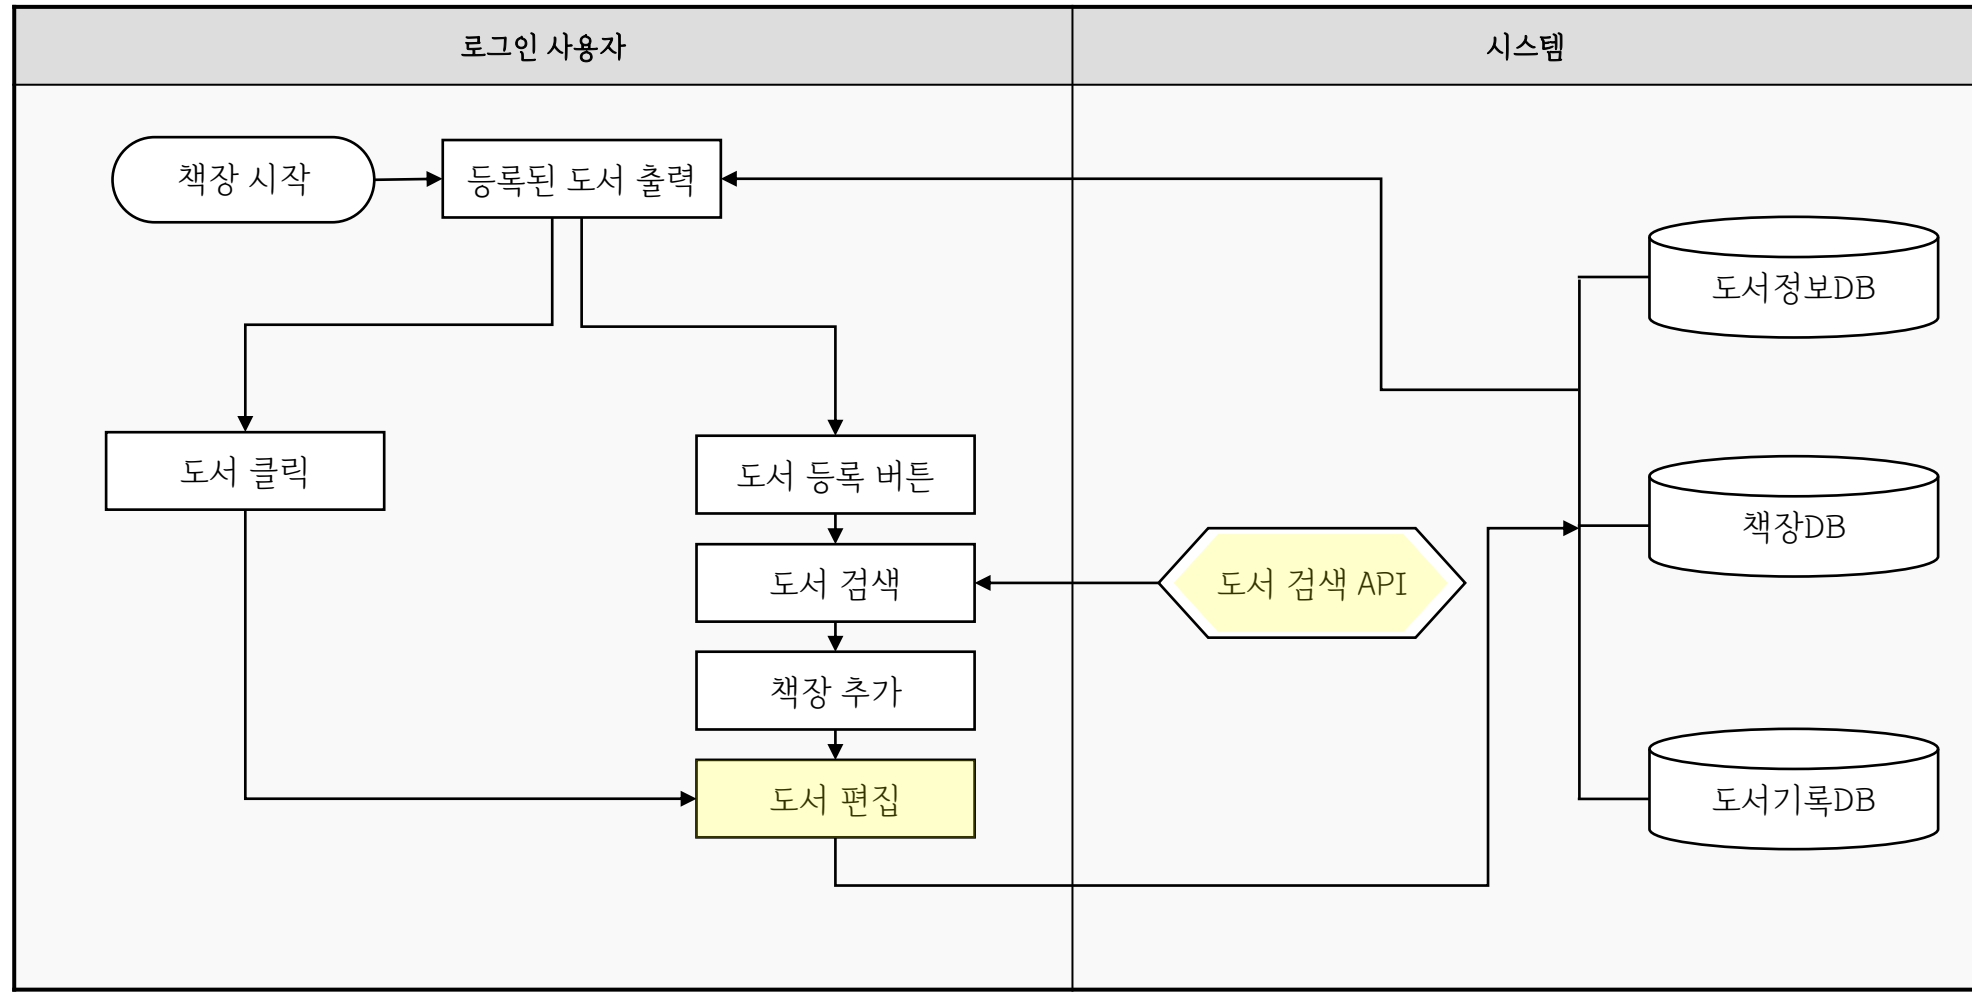 로그인 사용자
시스템
책장 시작
등록된 도서 출력
도서정보DB
도서 클릭
도서 등록 버튼
책장DB
도서 검색
도서 검색 API
책장 추가
도서 편집
도서기록DB